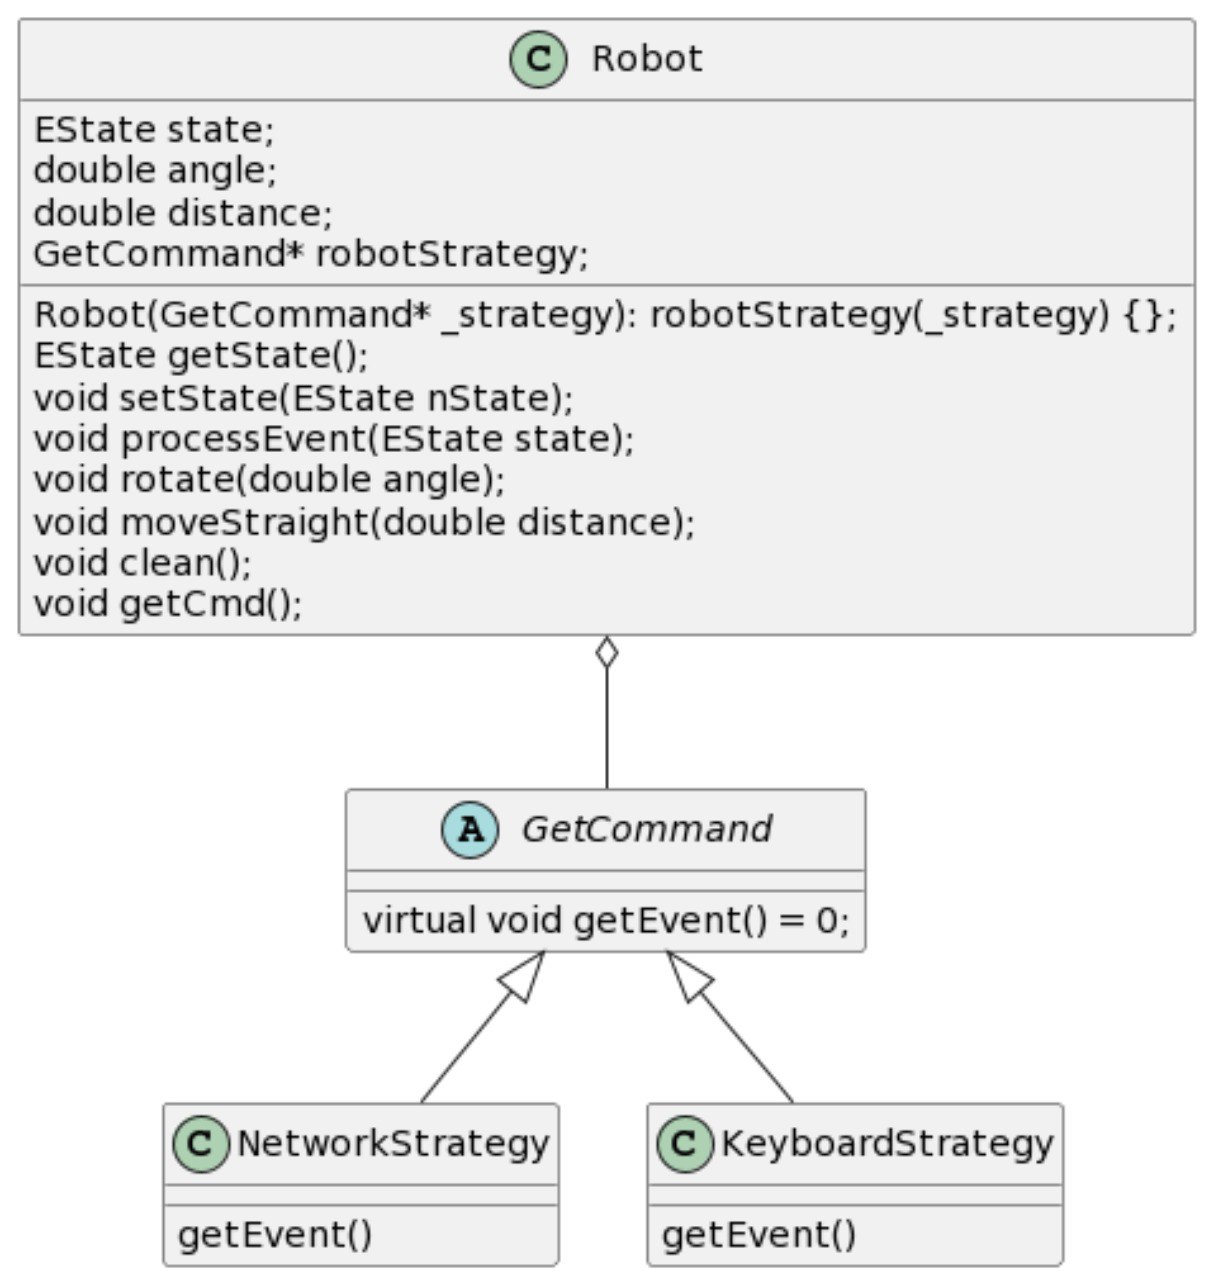 C Robot
EState state;
double angle;
double distance;
GetCommand* robotStrategy;
Robot(GetCommand* _strategy): robotStrategy(_strategy) {};
EState getState();
void setState(EState nState);
void processEvent(EState state);
void rotate(double angle);
void moveStraight(double distance);
void clean();
void getCmd();
A GetCommand
virtual void getEvent() = 0;
C NetworkStrategy
getEvent()
C KeyboardStrategy
getEvent()